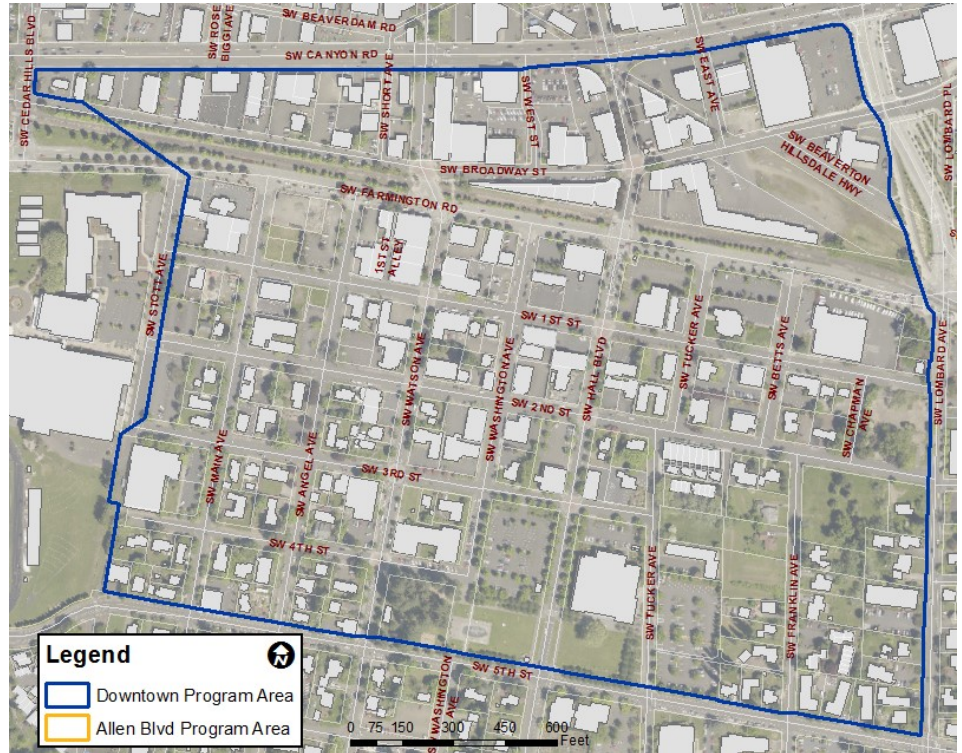 SW BEAVERDAM RD
SW ROSE
BIGGI AVE
SW CEDAR HILLS BLVD
SW CANYON RD
SW EAST AVE
SW SHORT AVE
SW WEST ST
SW LOMBARD PL
SW BEAVERTON
HILLSDALE HWY
SW BROADWAY ST
SW FARMINGTON RD
1ST ST
ALLEY
SW STOTT AVE
SW 1ST ST
SW TUCKER AVE
SW BETTS AVE
SW LOMBARD AVE
SW WATSON AVE
SW WASHINGTON AVE
SW HALL BLVD
SW 2ND ST
SW CHAPMAN
AVE
SW MAIN AVE
SW ANGEL AVE
SW 3RD ST
SW 4TH ST
SW TUCKER AVE
SW FRANKLIN AVE
SW 5TH ST
SW WASHINGTON
AVE
Legend
N
Downtown Program Area
Allen Blvd Program Area
0 75 150 300 450 600
Feet